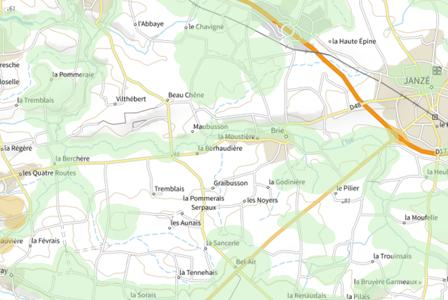 l'Abbaye
le Chavigné
la Haute Épine
la Pommeraie
JANZÉ
la Tremblais
Vilthébert
Beau Chêne
D48
Maubusson
la Moustière
Brie
la Régère
la Berhaudière
la Berchère
les Quatre Routes
Tremblais
Graibusson
la Godinière
le Pilier
la Pommerais
Serpaux
les Noyers
les Aunais
la Moufelle
la Févrais
la Sancerie
Bel Air
la Troumais
la Tennehais
la Bruyère Garmeaux
la Sorais
la Renaudais
la Pilais